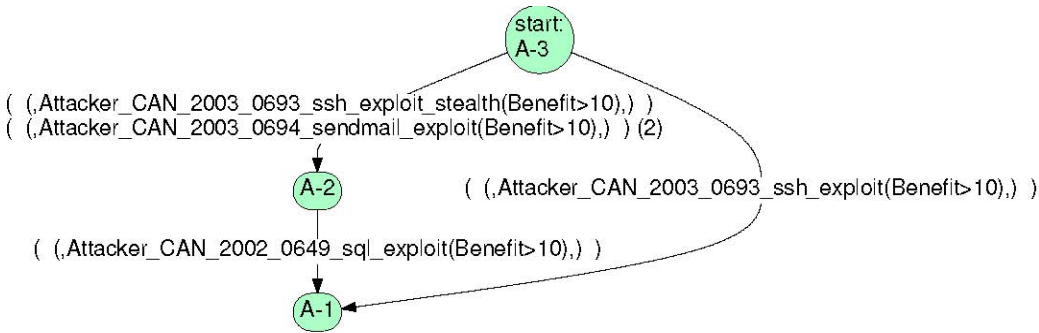 start:
A-3
( (,Attacker_CAN_2003_0693_ssh_exploit_stealth(Benefit>10),) )
( (,Attacker_CAN_2003_0694_sendmail_exploit(Benefit>10),) ) (2)
A-2
( (,Attacker_CAN_2003_0693_ssh_exploit(Benefit>10),) )
( (,Attacker_CAN_2002_0649_sql_exploit(Benefit>10),) )
A-1